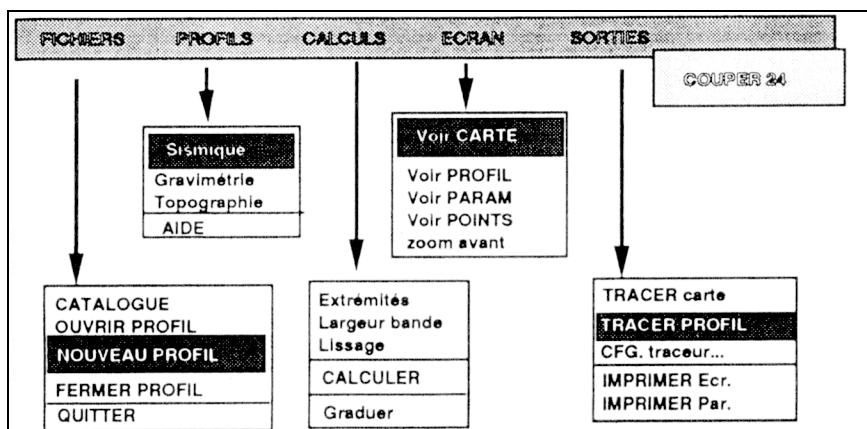 FICHIERS PROFILS CALCULS ECRAN SORTIES
COUPER 24
Sismique
Gravimétrie
Topographie
AIDE
Voir CARTE
Voir PROFIL
Voir PARAM
Voir POINTS
zoom avant
CATALOGUE
OUVRIR PROFIL
NOUVEAU PROFIL
FERMER PROFIL
QUITTER
Extrémités
Largeur bande
Lissage
CALCULER
Graduer
TRACER carte
TRACER PROFIL
CFG. traceur...
IMPRIMER Ecr.
IMPRIMER Par.